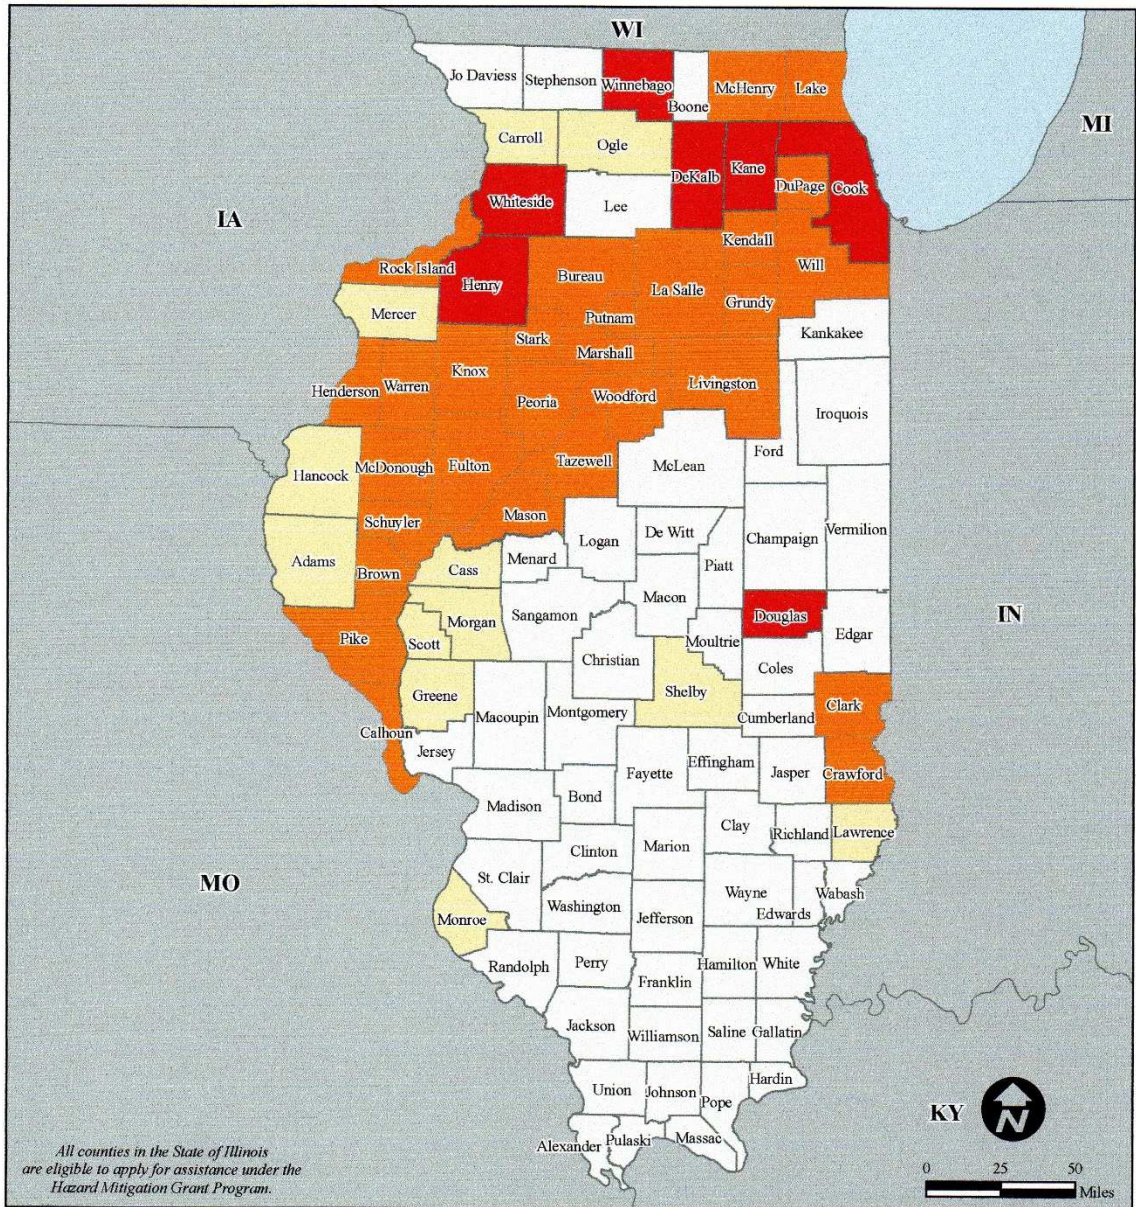 WI
Jo Daviess
Stephenson
Winnebago
Boone
McHenry
Lake
MI
Carroll
Ogle
DeKalb
Kane
DuPage
Cook
Whiteside
Lee
IA
Kendall
Will
Rock Island
Henry
Bureau
La Salle
Grundy
Mercer
Putnam
Kankakee
Stark
Marshall
Knox
Henderson
Warren
Peoria
Woodford
Livingston
Iroquois
Ford
Hancock
McDonough
Fulton
Tazewell
McLean
Schuyler
Mason
Logan
De Witt
Champaign
Vermilion
Adams
Brown
Cass
Menard
Piatt
Macon
Sangamon
Douglas
IN
Pike
Scott
Morgan
Moultrie
Edgar
Christian
Coles
Greene
Shelby
Clark
Macoupin
Montgomery
Cumberland
Calhoun
Jersey
Fayette
Effingham
Jasper
Crawford
Madison
Bond
Clay
Richland
Lawrence
Clinton
Marion
MO
St. Clair
Wayne
Wabash
Washington
Edwards
Monroe
Jefferson
Randolph
Perry
Hamilton
White
Franklin
Jackson
Williamson
Saline
Gallatin
Union
Johnson
Pope
Hardin
KY
N
Alexander
Pulaski
Massac
All counties in the State of Illinois
are eligible to apply for assistance under the
Hazard Mitigation Grant Program.
0 25 50
Miles